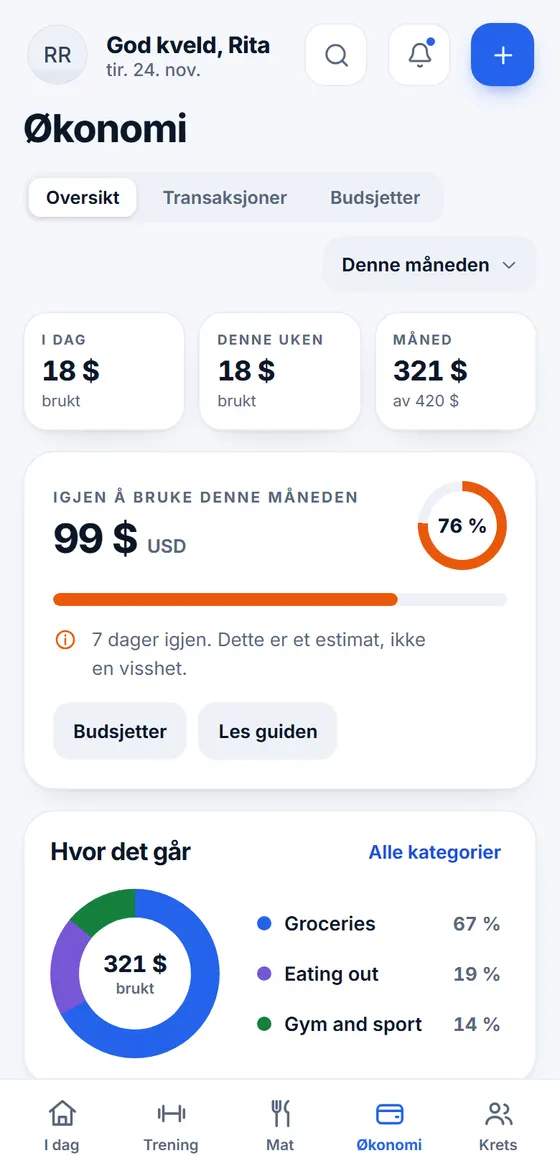 RR
God kveld, Rita
tir. 24. nov.
Økonomi
Oversikt
Transaksjoner
Budsjetter
Denne måneden
I DAG
18 $
brukt
DENNE UKEN
18 $
brukt
MÅNED
321 $
av 420 $
IGJEN Å BRUKE DENNE MÅNEDEN
99 $ USD
76 %
7 dager igjen. Dette er et estimat, ikke
en visshet.
Budsjetter
Les guiden
Hvor det går
Alle kategorier
321 $
brukt
Groceries 67 %
Eating out 19 %
Gym and sport 14 %
I dag
Trening
Mat
Økonomi
Krets